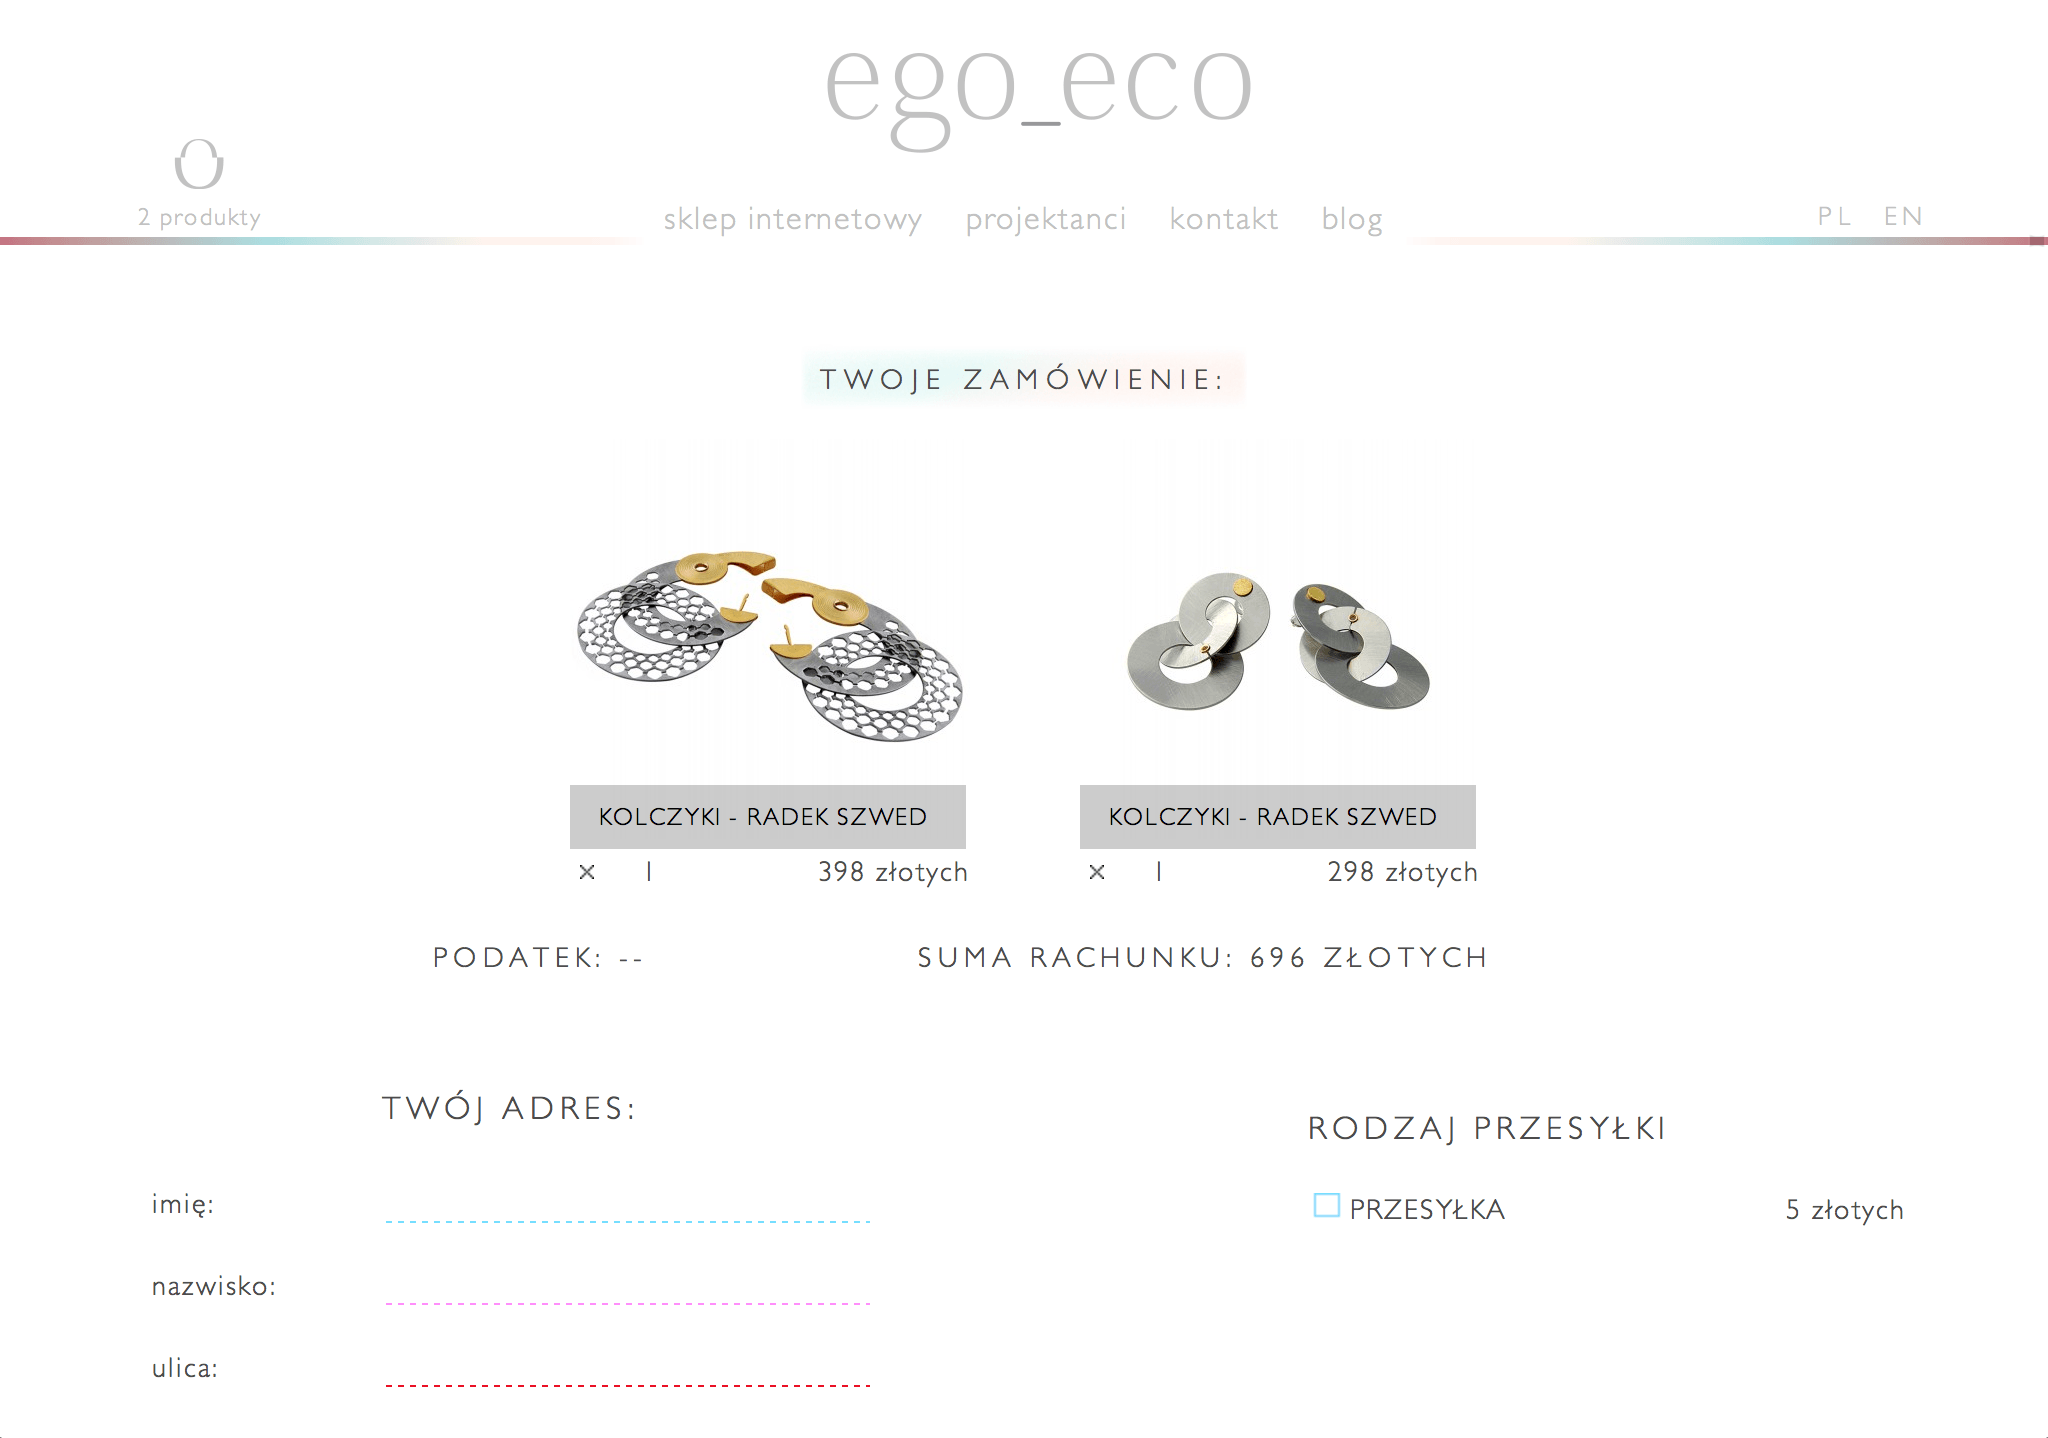 ego_eco
2 produkty
sklep internetowy projektanci kontakt blog
PL EN
TWOJE ZAMÓWIENIE:
KOLCZYKI - RADEK SZWED
1 398 złotych
KOLCZYKI - RADEK SZWED
1 298 złotych
PODATEK: --
SUMA RACHUNKU: 696 ZŁOTYCH
TWÓJ ADRES:
imię:
nazwisko:
ulica:
RODZAJ PRZESYŁKI
PRZESYŁKA 5 złotych